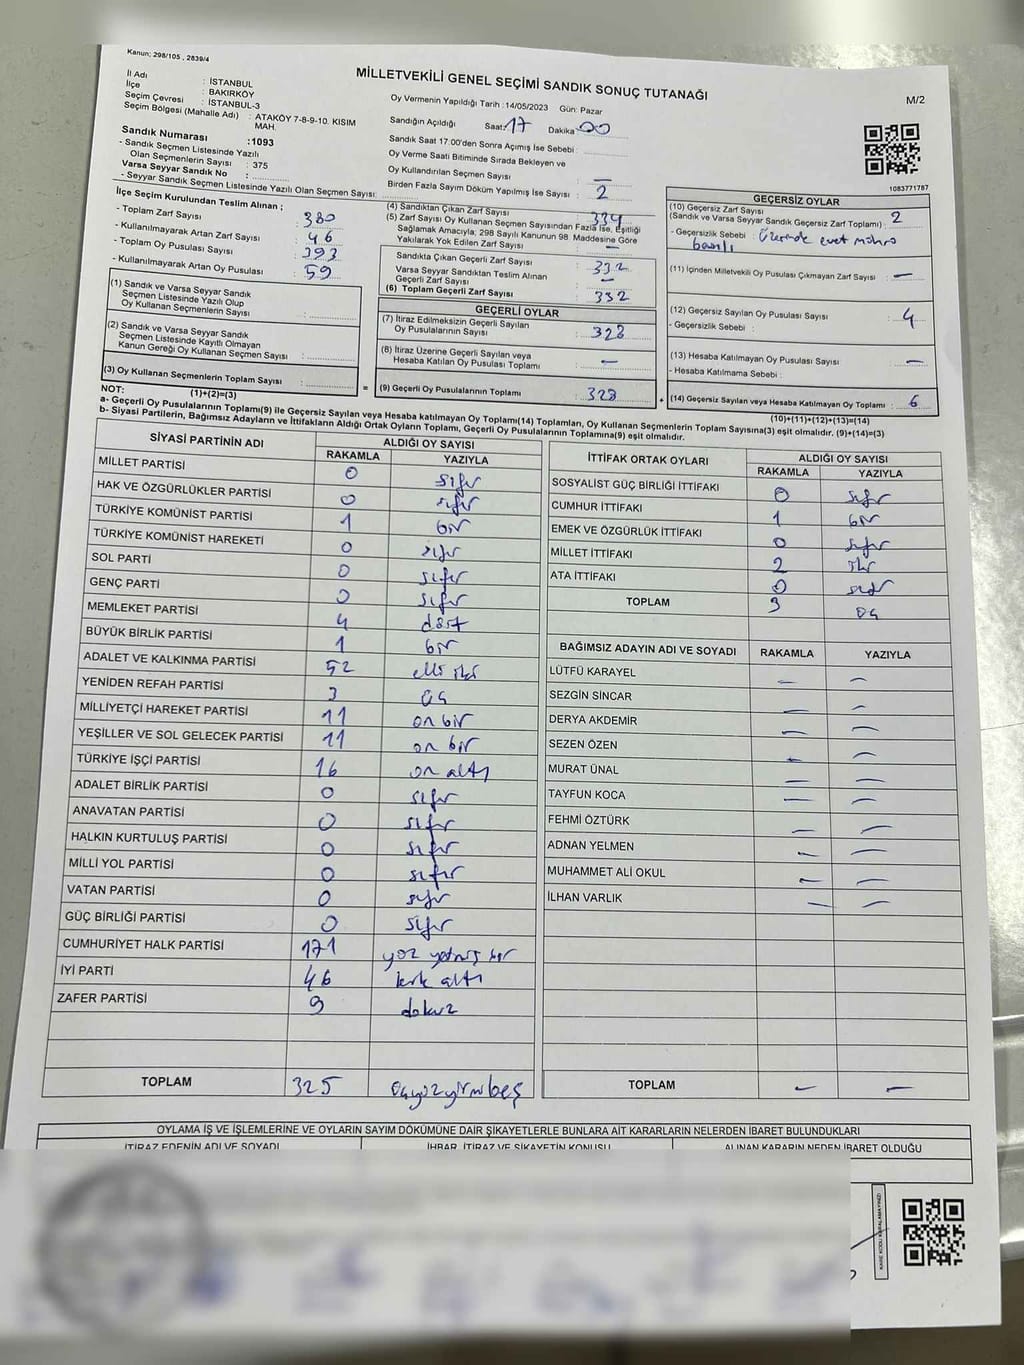 Kanun: 298/105 , 2839/4
MİLLETVEKİLİ GENEL SEÇİMİ SANDIK SONUÇ TUTANAĞI
M/2
İl Adı : İSTANBUL
İlçe : BAKIRKÖY
Seçim Çevresi : İSTANBUL-3
Seçim Bölgesi (Mahalle Adı) : ATAKÖY 7-8-9-10. KISIM MAH.
Sandık Numarası :1093
- Sandık Seçmen Listesinde Yazılı
Olan Seçmenlerin Sayısı : 375
Varsa Seyyar Sandık No :
- Seyyar Sandık Seçmen Listesinde Yazılı Olan Seçmen Sayısı:
Oy Vermenin Yapıldığı Tarih : 14/05/2023 Gün: Pazar
Sandığın Açıldığı Saat: 17 Dakika 00
Sandık Saat 17.00'den Sonra Açımış İse Sebebi :
Oy Verme Saati Bitiminde Sırada Bekleyen ve
Oy Kullandırılan Seçmen Sayısı : —
Birden Fazla Sayım Döküm Yapılmış İse Sayısı : 2
1083771787
İlçe Seçim Kurulundan Teslim Alınan ;
- Toplam Zarf Sayısı : 380
- Kullanılmayarak Artan Zarf Sayısı : 46
- Toplam Oy Pusulası Sayısı : 393
- Kullanılmayarak Artan Oy Pusulası : 59
(1) Sandık ve Varsa Seyyar Sandık
Seçmen Listesinde Yazılı Olup
Oy Kullanan Seçmenlerin Sayısı :
(2) Sandık ve Varsa Seyyar Sandık
Seçmen Listesinde Kayıtlı Olmayan
Kanun Gereği Oy Kullanan Seçmen Sayısı :
(3) Oy Kullanan Seçmenlerin Toplam Sayısı :
(1)+(2)=(3)
(4) Sandıktan Çıkan Zarf Sayısı : 334
(5) Zarf Sayısı Oy Kullanan Seçmen Sayısından Fazla İse, Eşitliği
Sağlamak Amacıyla; 298 Sayılı Kanunun 98. Maddesine Göre
Yakılarak Yok Edilen Zarf Sayısı : —
Sandıkta Çıkan Geçerli Zarf Sayısı : 332
Varsa Seyyar Sandıktan Teslim Alınan
Geçerli Zarf Sayısı : —
(6) Toplam Geçerli Zarf Sayısı : 332
GEÇERLİ OYLAR
(7) İtiraz Edilmeksizin Geçerli Sayılan
Oy Pusulalarının Sayısı : 328
(8) İtiraz Üzerine Geçerli Sayılan veya
Hesaba Katılan Oy Pusulası Toplamı : —
= (9) Geçerli Oy Pusulalarının Toplamı : 328 +
GEÇERSİZ OYLAR
(10) Geçersiz Zarf Sayısı
(Sandık ve Varsa Seyyar Sandık Geçersiz Zarf Toplamı) : 2
- Geçersizlik Sebebi : Üzerinde evet mührü
basılı
(11) İçinden Milletvekili Oy Pusulası Çıkmayan Zarf Sayısı : —
(12) Geçersiz Sayılan Oy Pusulası Sayısı : 4
- Geçersizlik Sebebi :
(13) Hesaba Katılmayan Oy Pusulası Sayısı : —
- Hesaba Katılmama Sebebi :
(14) Geçersiz Sayılan veya Hesaba Katılmayan Oy Toplamı : 6
(10)+(11)+(12)+(13)=(14)
NOT:
a- Geçerli Oy Pusulalarının Toplamı(9) ile Geçersiz Sayılan veya Hesaba katılmayan Oy Toplamı(14) Toplamları, Oy Kullanan Seçmenlerin Toplam Sayısına(3) eşit olmalıdır. (9)+(14)=(3)
b- Siyasi Partilerin, Bağımsız Adayların ve İttifakların Aldığı Ortak Oyların Toplamı, Geçerli Oy Pusulalarının Toplamına(9) eşit olmalıdır.
SİYASİ PARTİNİN ADI ALDIĞI OY SAYISI
RAKAMLA YAZIYLA
MİLLET PARTİSİ 0 sıfır
HAK VE ÖZGÜRLÜKLER PARTİSİ 0 sıfır
TÜRKİYE KOMÜNİST PARTİSİ 1 bir
TÜRKİYE KOMÜNİST HAREKETİ 0 sıfır
SOL PARTİ 0 sıfır
GENÇ PARTİ 0 sıfır
MEMLEKET PARTİSİ 4 dört
BÜYÜK BİRLİK PARTİSİ 1 bir
ADALET VE KALKINMA PARTİSİ 52 elli iki
YENİDEN REFAH PARTİSİ 3 üç
MİLLİYETÇİ HAREKET PARTİSİ 11 on bir
YEŞİLLER VE SOL GELECEK PARTİSİ 11 on bir
TÜRKİYE İŞÇİ PARTİSİ 16 on altı
ADALET BİRLİK PARTİSİ 0 sıfır
ANAVATAN PARTİSİ 0 sıfır
HALKIN KURTULUŞ PARTİSİ 0 sıfır
MİLLİ YOL PARTİSİ 0 sıfır
VATAN PARTİSİ 0 sıfır
GÜÇ BİRLİĞİ PARTİSİ 0 sıfır
CUMHURİYET HALK PARTİSİ 171 yüz yetmiş bir
İYİ PARTİ 46 kırk altı
ZAFER PARTİSİ 9 dokuz
TOPLAM 325 üçyüz yirmi beş
İTTİFAK ORTAK OYLARI ALDIĞI OY SAYISI
RAKAMLA YAZIYLA
SOSYALİST GÜÇ BİRLİĞİ İTTİFAKI 0 sıfır
CUMHUR İTTİFAKI 1 bir
EMEK VE ÖZGÜRLÜK İTTİFAKI 0 sıfır
MİLLET İTTİFAKI 2 iki
ATA İTTİFAKI 0 sıfır
TOPLAM 3 üç
BAĞIMSIZ ADAYIN ADI VE SOYADI RAKAMLA YAZIYLA
LÜTFÜ KARAYEL — —
SEZGİN SİNCAR — —
DERYA AKDEMİR — —
SEZEN ÖZEN — —
MURAT ÜNAL — —
TAYFUN KOCA — —
FEHMİ ÖZTÜRK — —
ADNAN YELMEN — —
MUHAMMET ALİ OKUL — —
İLHAN VARLIK — —
TOPLAM — —
OYLAMA İŞ VE İŞLEMLERİNE VE OYLARIN SAYIM DÖKÜMÜNE DAİR ŞİKAYETLERLE BUNLARA AİT KARARLARIN NELERDEN İBARET BULUNDUKLARI
İTİRAZ EDENİN ADI VE SOYADI İHBAR, İTİRAZ VE ŞİKAYETİN KONUSU ALINAN KARARIN NEDEN İBARET OLDUĞU
KARE KODU KARALAMAYINIZ!